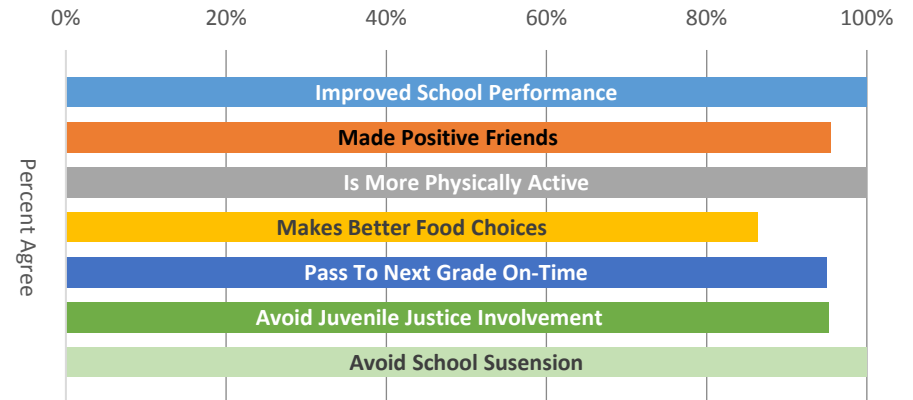 0% 20% 40% 60% 80% 100%
Percent Agree
Improved School Performance
Made Positive Friends
Is More Physically Active
Makes Better Food Choices
Pass To Next Grade On-Time
Avoid Juvenile Justice Involvement
Avoid School Susension